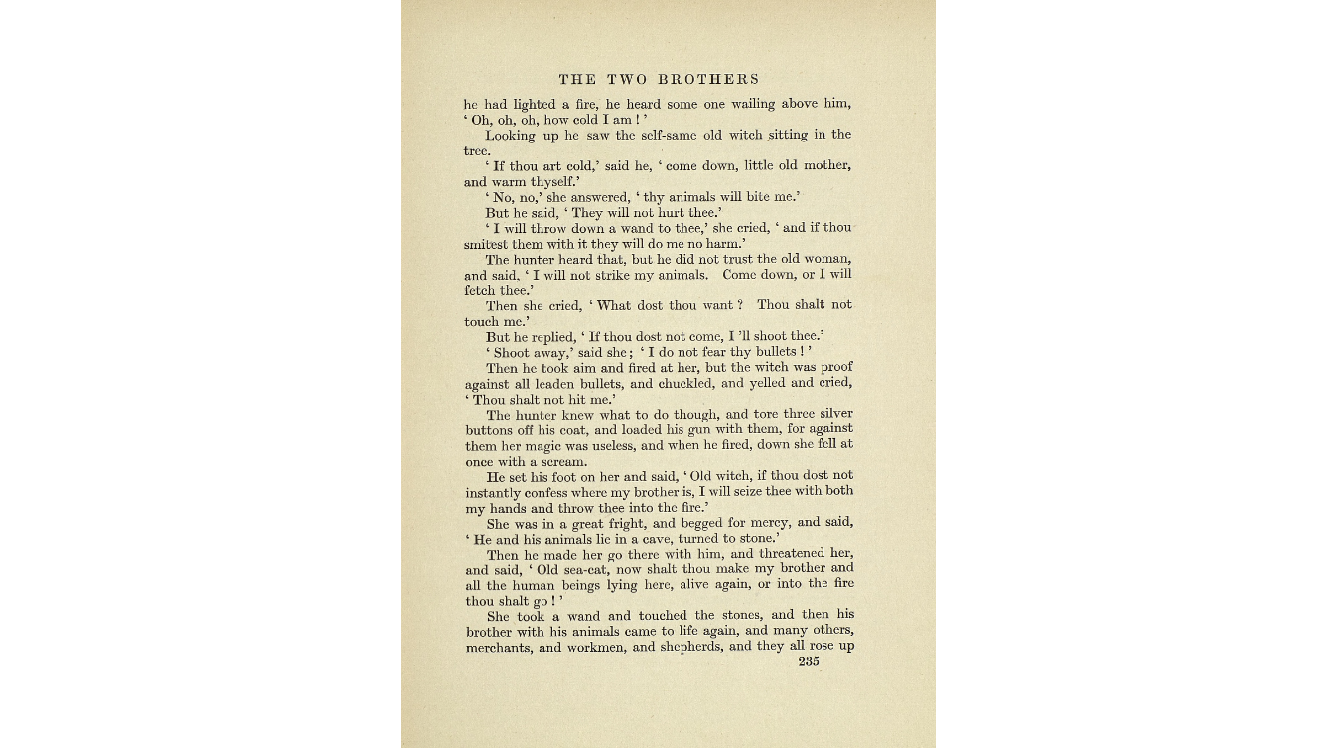 THE TWO BROTHERS
he had lighted a fire, he heard some one wailing above him,
‘ Oh, oh, oh, how cold I am ! ’
Looking up he saw the self-same old witch sitting in the
tree.
‘ If thou art cold,’ said he, ‘ come down, little old mother,
and warm thyself.’
‘ No, no,’ she answered, ‘ thy animals will bite me.’
But he said, ‘ They will not hurt thee.’
‘ I will throw down a wand to thee,’ she cried, ‘ and if thou
smitest them with it they will do me no harm.’
The hunter heard that, but he did not trust the old woman,
and said, ‘ I will not strike my animals. Come down, or I will
fetch thee.’
Then she cried, ‘ What dost thou want ? Thou shalt not
touch me.’
But he replied, ‘ If thou dost not come, I ’ll shoot thee.’
‘ Shoot away,’ said she ; ‘ I do not fear thy bullets ! ’
Then he took aim and fired at her, but the witch was proof
against all leaden bullets, and chuckled, and yelled and cried,
‘ Thou shalt not hit me.’
The hunter knew what to do though, and tore three silver
buttons off his coat, and loaded his gun with them, for against
them her magic was useless, and when he fired, down she fell at
once with a scream.
He set his foot on her and said, ‘ Old witch, if thou dost not
instantly confess where my brother is, I will seize thee with both
my hands and throw thee into the fire.’
She was in a great fright, and begged for mercy, and said,
‘ He and his animals lie in a cave, turned to stone.’
Then he made her go there with him, and threatened her,
and said, ‘ Old sea-cat, now shalt thou make my brother and
all the human beings lying here, alive again, or into the fire
thou shalt go ! ’
She took a wand and touched the stones, and then his
brother with his animals came to life again, and many others,
merchants, and workmen, and shepherds, and they all rose up
235